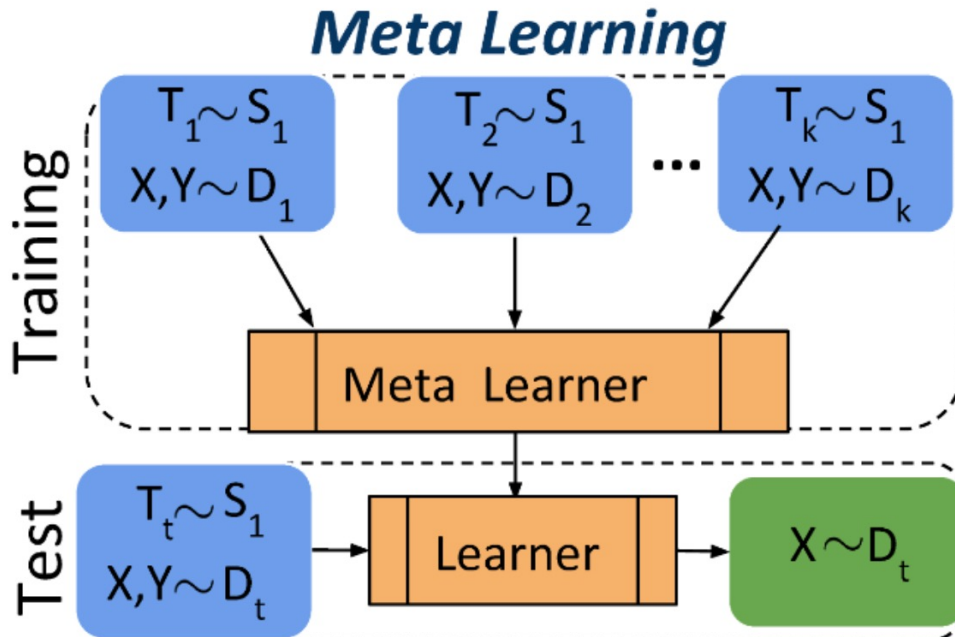 Meta Learning
Training
T₁~S₁
X,Y~D₁
T₂~S₁
X,Y~D₂
...
Tₖ~S₁
X,Y~Dₖ
Meta Learner
Test
Tₜ~S₁
X,Y~Dₜ
Learner
X~Dₜ